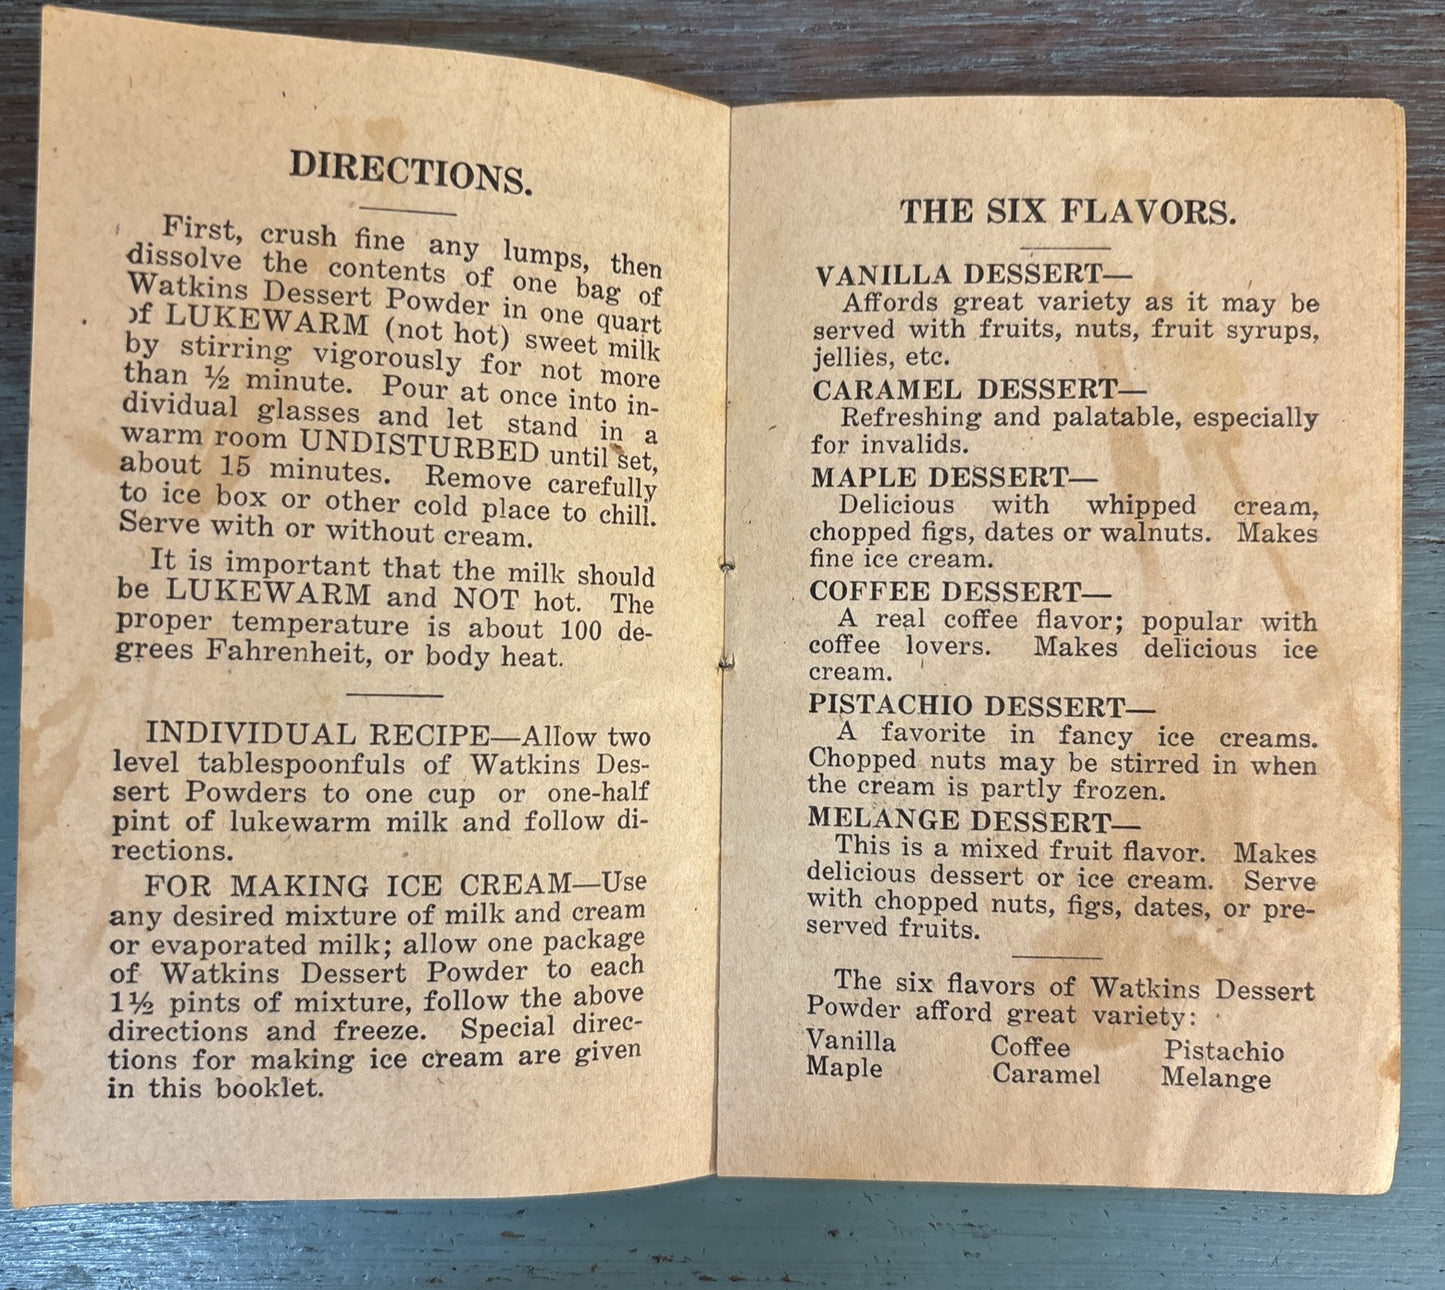 DIRECTIONS.
First, crush fine any lumps, then
dissolve the contents of one bag of
Watkins Dessert Powder in one quart
of LUKEWARM (not hot) sweet milk
by stirring vigorously for not more
than ½ minute. Pour at once into in-
dividual glasses and let stand in a
warm room UNDISTURBED until set,
about 15 minutes. Remove carefully
to ice box or other cold place to chill.
Serve with or without cream.
It is important that the milk should
be LUKEWARM and NOT hot. The
proper temperature is about 100 de-
grees Fahrenheit, or body heat.
INDIVIDUAL RECIPE—Allow two
level tablespoonfuls of Watkins Des-
sert Powders to one cup or one-half
pint of lukewarm milk and follow di-
rections.
FOR MAKING ICE CREAM—Use
any desired mixture of milk and cream
or evaporated milk; allow one package
of Watkins Dessert Powder to each
1½ pints of mixture, follow the above
directions and freeze. Special direc-
tions for making ice cream are given
in this booklet.
THE SIX FLAVORS.
VANILLA DESSERT—
Affords great variety as it may be
served with fruits, nuts, fruit syrups,
jellies, etc.
CARAMEL DESSERT—
Refreshing and palatable, especially
for invalids.
MAPLE DESSERT—
Delicious with whipped cream,
chopped figs, dates or walnuts. Makes
fine ice cream.
COFFEE DESSERT—
A real coffee flavor; popular with
coffee lovers. Makes delicious ice
cream.
PISTACHIO DESSERT—
A favorite in fancy ice creams.
Chopped nuts may be stirred in when
the cream is partly frozen.
MELANGE DESSERT—
This is a mixed fruit flavor. Makes
delicious dessert or ice cream. Serve
with chopped nuts, figs, dates, or pre-
served fruits.
The six flavors of Watkins Dessert
Powder afford great variety:
Vanilla Coffee Pistachio
Maple Caramel Melange